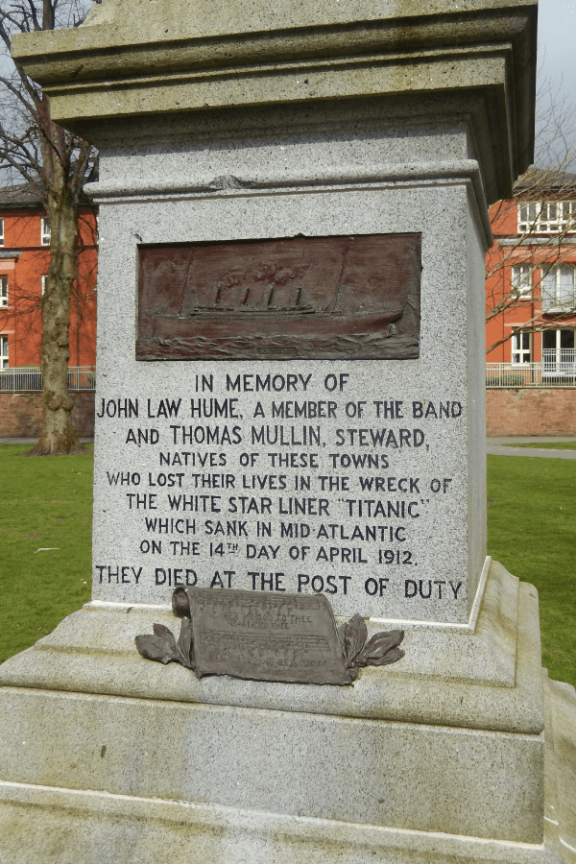 IN MEMORY OF
JOHN LAW HUME, A MEMBER OF THE BAND
AND THOMAS MULLIN, STEWARD,
NATIVES OF THESE TOWNS
WHO LOST THEIR LIVES IN THE WRECK OF
THE WHITE STAR LINER "TITANIC"
WHICH SANK IN MID-ATLANTIC
ON THE 14TH DAY OF APRIL 1912.
THEY DIED AT THE POST OF DUTY
TO THEE